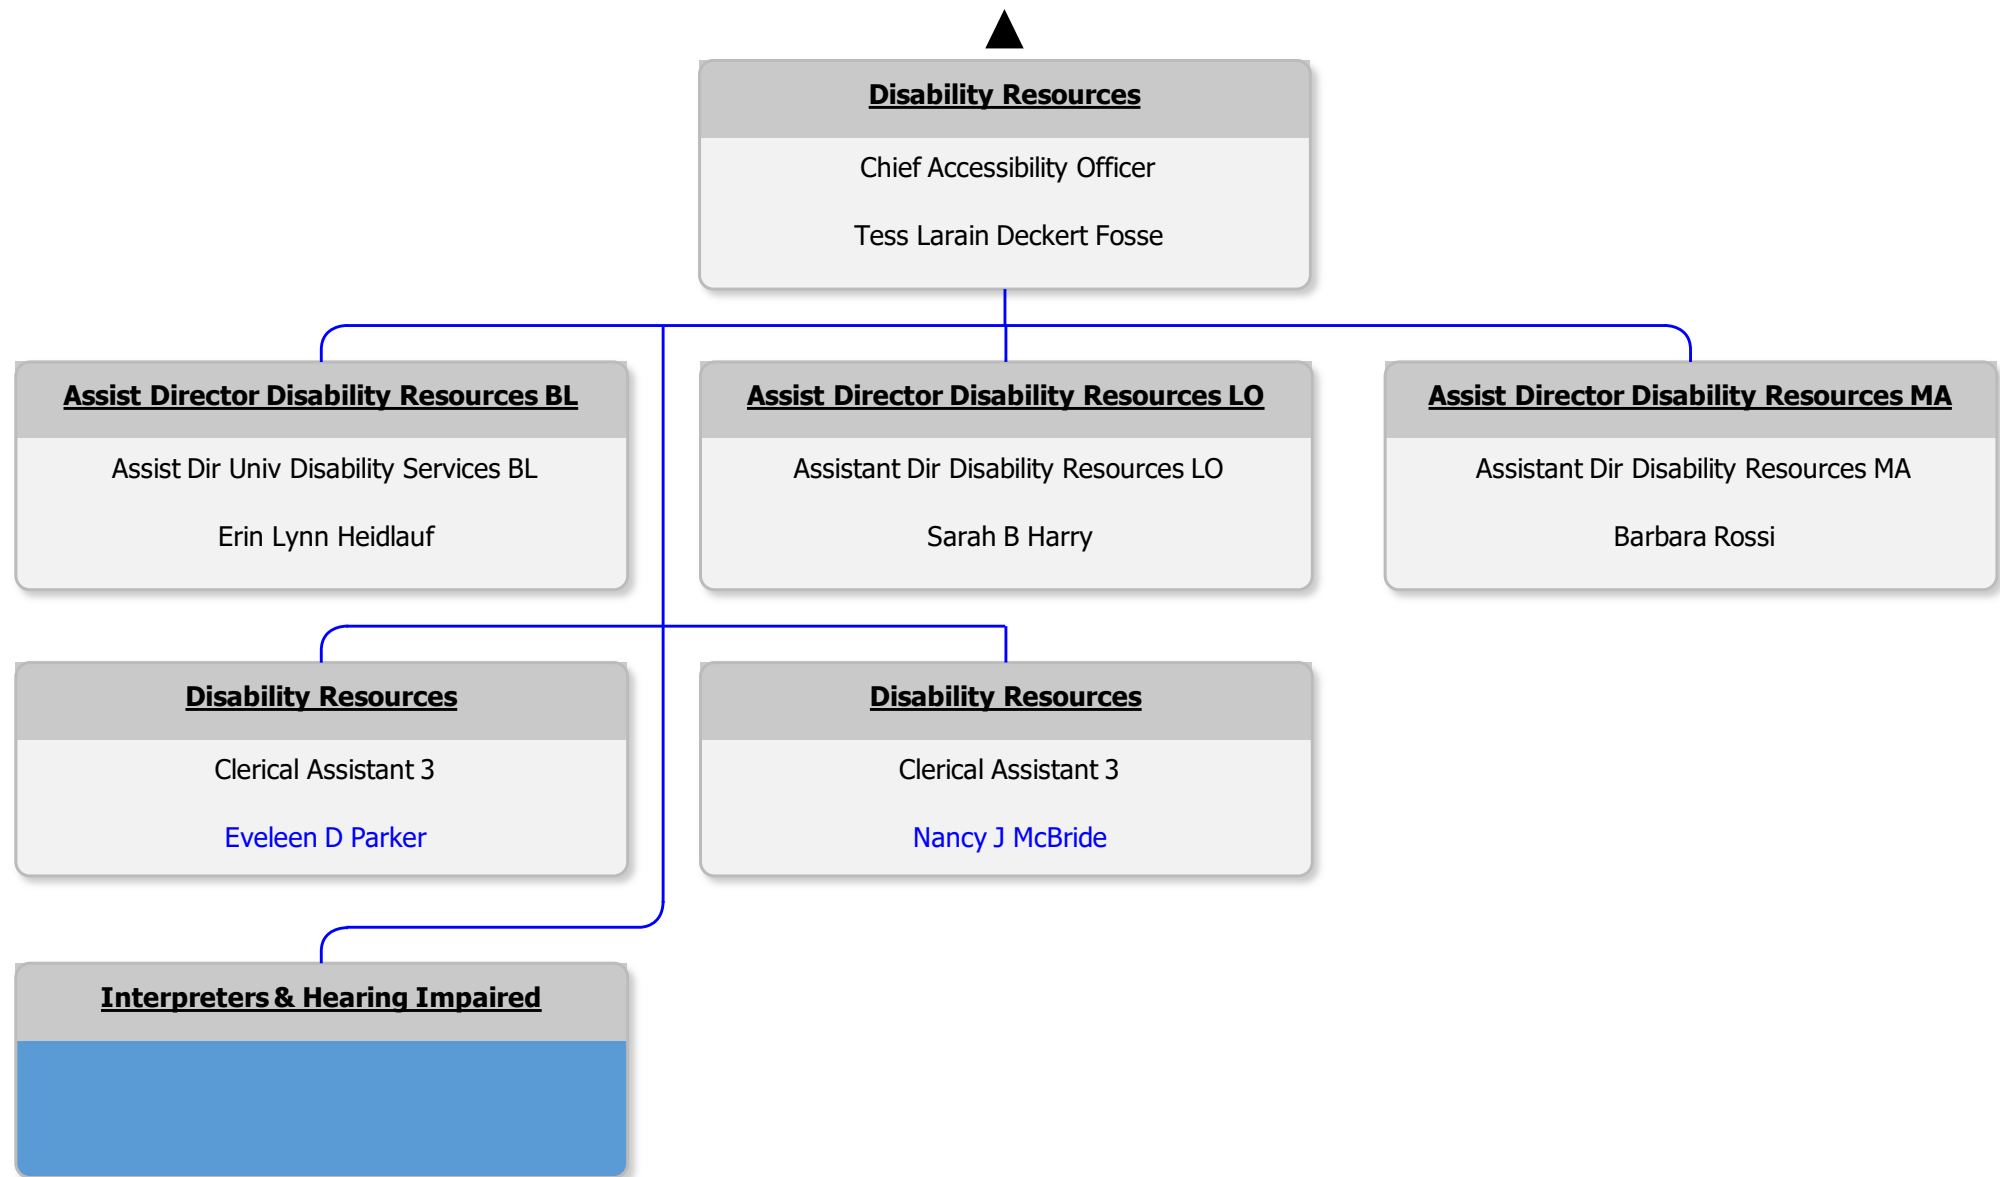 Disability Resources
Chief Accessibility Officer
Tess Larain Deckert Fosse
Assist Director Disability Resources BL
Assist Dir Univ Disability Services BL
Erin Lynn Heidlauf
Assist Director Disability Resources LO
Assistant Dir Disability Resources LO
Sarah B Harry
Assist Director Disability Resources MA
Assistant Dir Disability Resources MA
Barbara Rossi
Disability Resources
Clerical Assistant 3
Eveleen D Parker
Disability Resources
Clerical Assistant 3
Nancy J McBride
Interpreters & Hearing Impaired